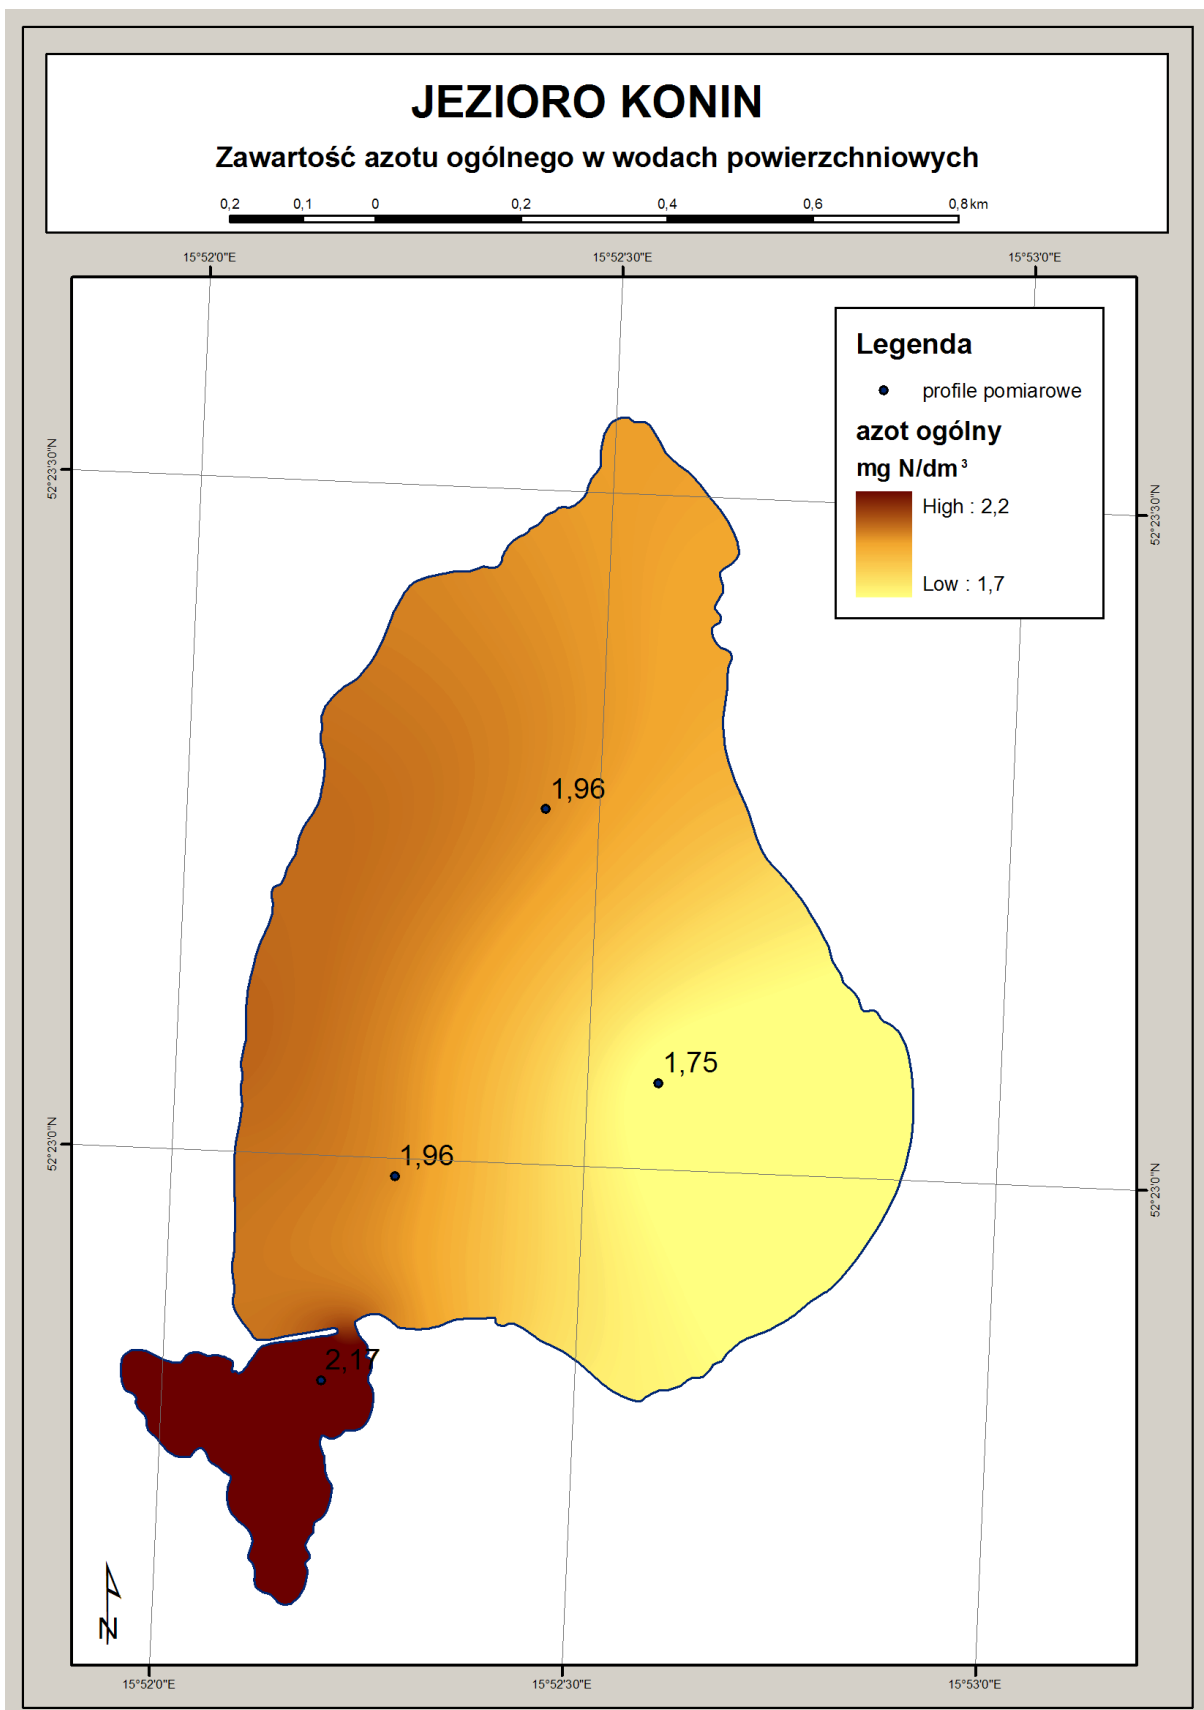 JEZIORO KONIN
Zawartość azotu ogólnego w wodach powierzchniowych
0,2 0,1 0 0,2 0,4 0,6 0,8 km
15°52'0"E 15°52'30"E 15°53'0"E
Legenda
profile pomiarowe
azot ogólny
mg N/dm³
High : 2,2
Low : 1,7
52°23'30"N
52°23'30"N
1,96
1,75
1,96
52°23'0"N
52°23'0"N
2,17
N
15°52'0"E 15°52'30"E 15°53'0"E